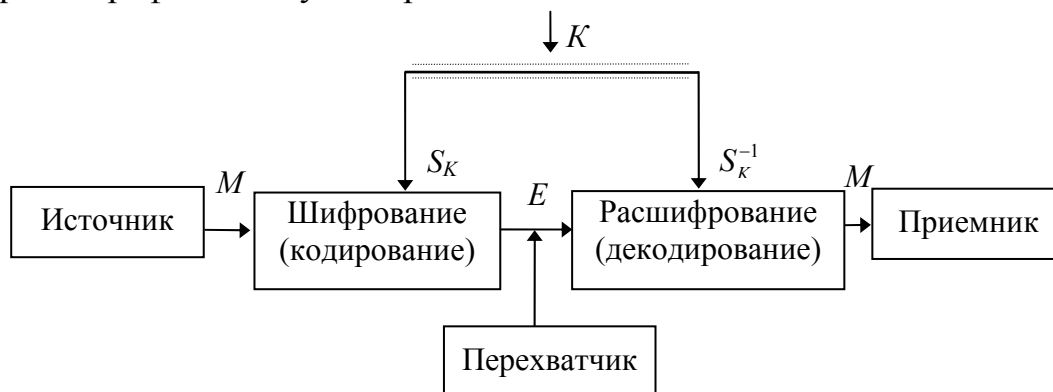 К
S_K
S_K^{-1}
M
E
M
Источник
Шифрование
(кодирование)
Расшифрование
(декодирование)
Приемник
Перехватчик